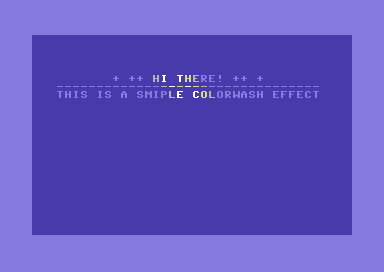 + ++ HI THERE! ++ +
THIS IS A SMIPLE COLORWASH EFFECT